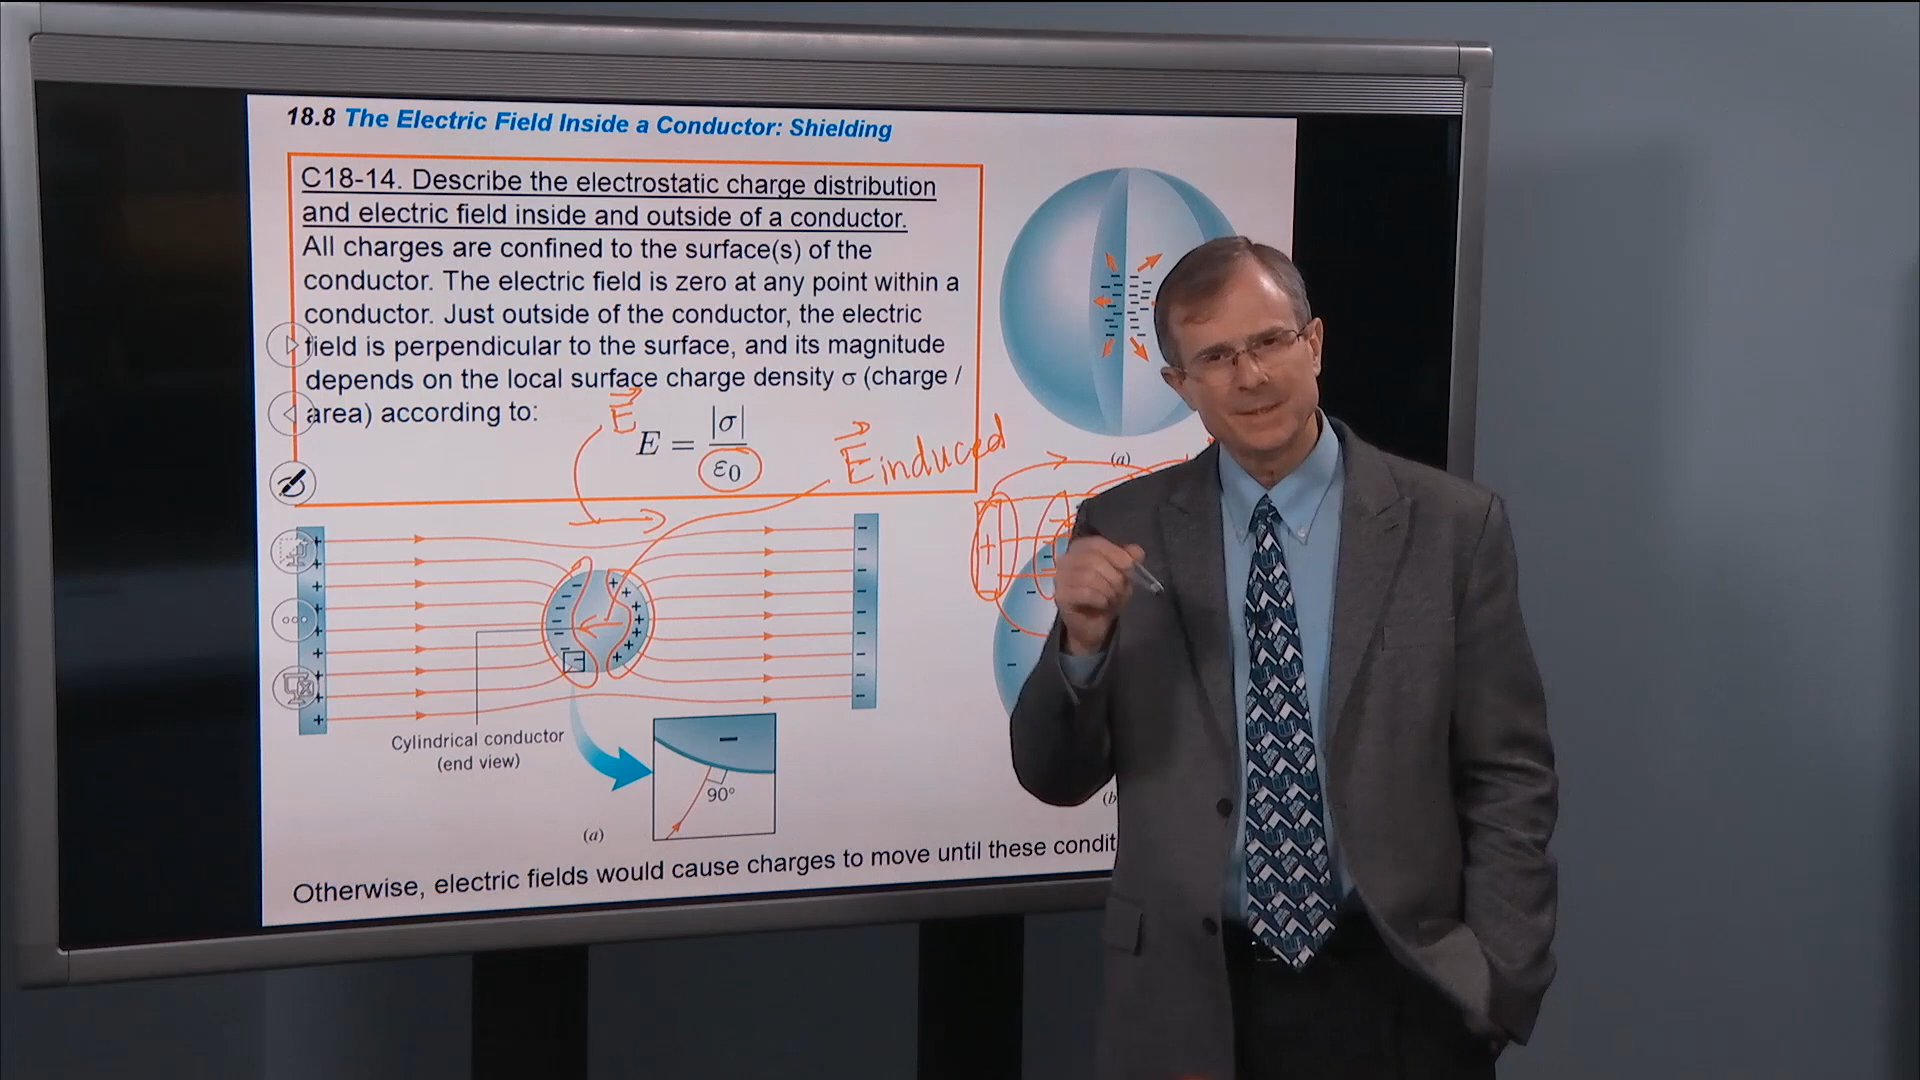 18.8 The Electric Field Inside a Conductor: Shielding
C18-14. Describe the electrostatic charge distribution
and electric field inside and outside of a conductor.
All charges are confined to the surface(s) of the
conductor. The electric field is zero at any point within a
conductor. Just outside of the conductor, the electric
field is perpendicular to the surface, and its magnitude
depends on the local surface charge density σ (charge /
area) according to:
E
E = |σ| / ε0
E induced
(a)
Cylindrical conductor
(end view)
90°
(a)
(b
Otherwise, electric fields would cause charges to move until these condit